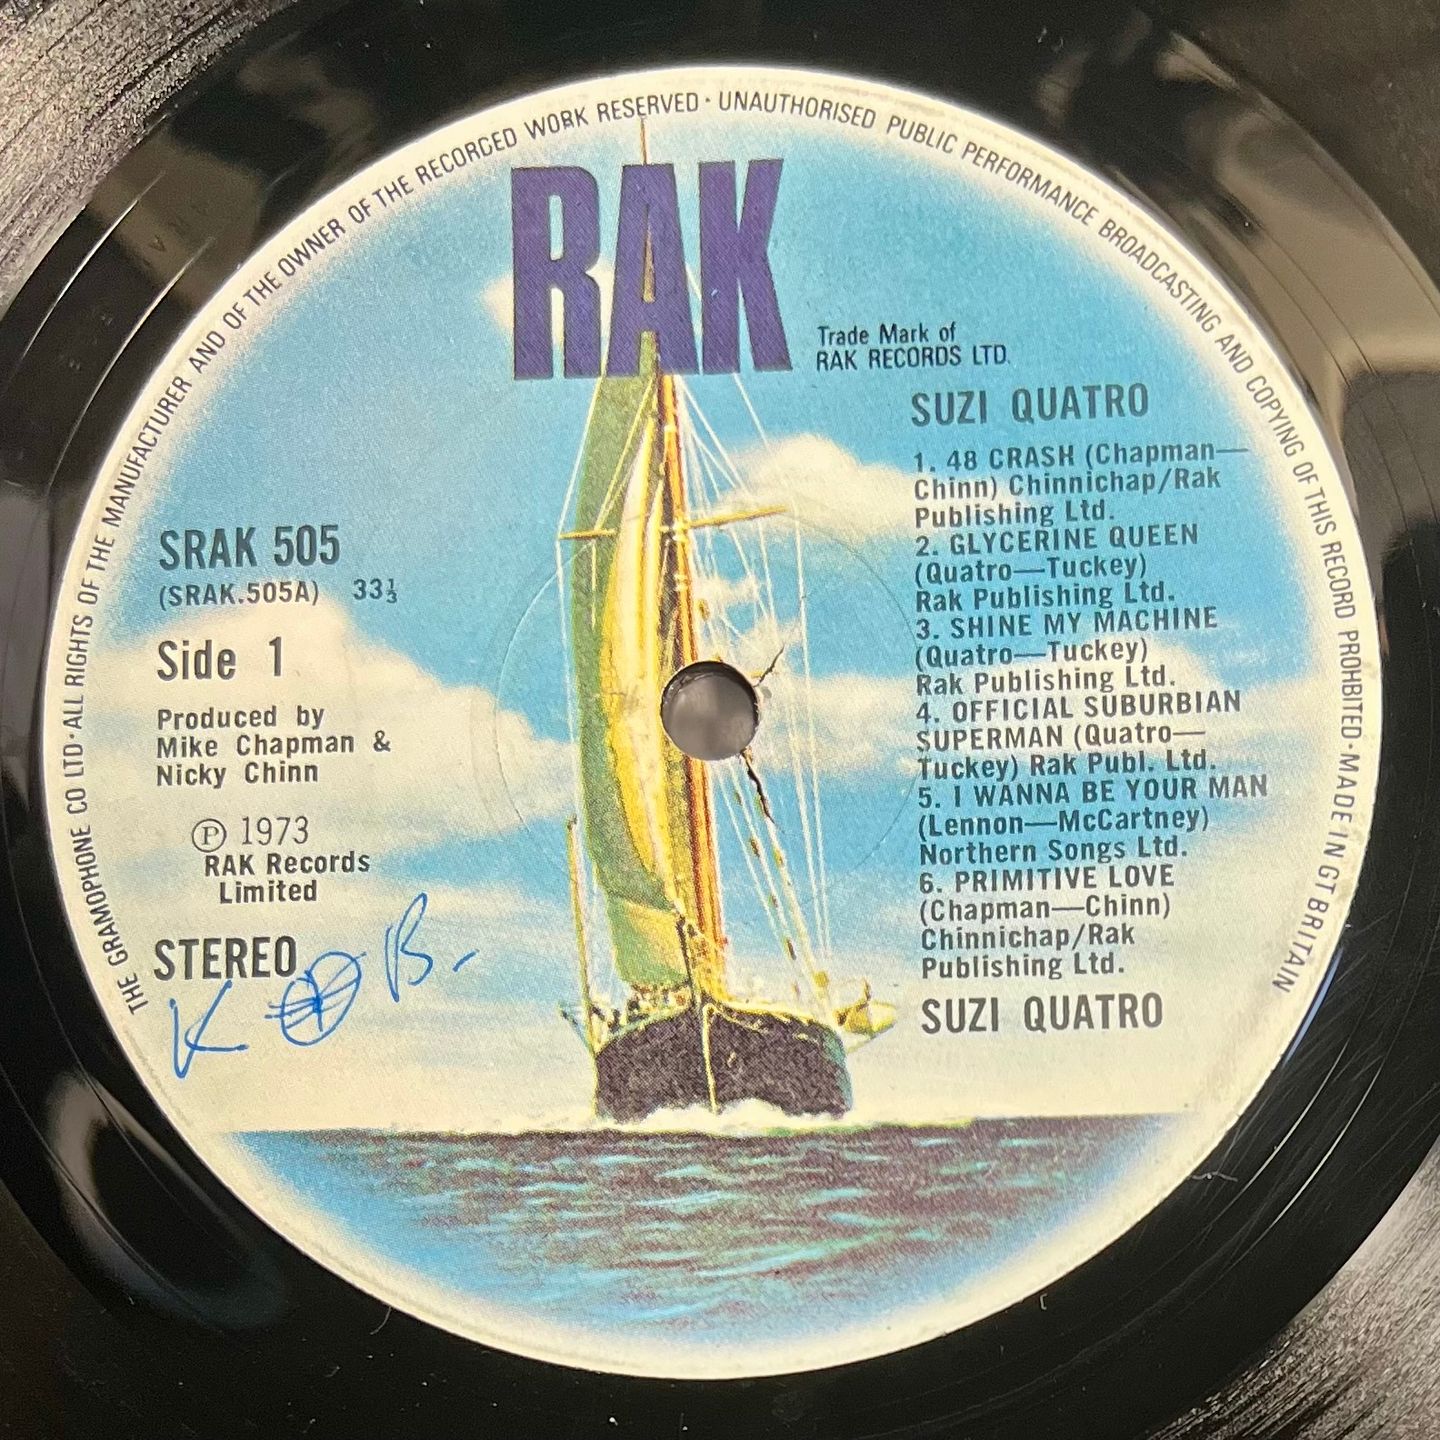 THE GRAMOPHONE CO LTD·ALL RIGHTS OF THE MANUFACTURER AND OF THE OWNER OF THE RECORDED WORK RESERVED·UNAUTHORISED PUBLIC PERFORMANCE BROADCASTING AND COPYING OF THIS RECORD PROHIBITED·MADE IN GT BRITAIN
RAK
Trade Mark of
RAK RECORDS LTD.
SUZI QUATRO
1. 48 CRASH (Chapman—
Chinn) Chinnichap/Rak
Publishing Ltd.
2. GLYCERINE QUEEN
(Quatro—Tuckey)
Rak Publishing Ltd.
3. SHINE MY MACHINE
(Quatro—Tuckey)
Rak Publishing Ltd.
4. OFFICIAL SUBURBIAN
SUPERMAN (Quatro—
Tuckey) Rak Publ. Ltd.
5. I WANNA BE YOUR MAN
(Lennon—McCartney)
Northern Songs Ltd.
6. PRIMITIVE LOVE
(Chapman—Chinn)
Chinnichap/Rak
Publishing Ltd.
SUZI QUATRO
SRAK 505
(SRAK.505A) 33⅓
Side 1
Produced by
Mike Chapman &
Nicky Chinn
Ⓟ 1973
RAK Records
Limited
STEREO
K B.